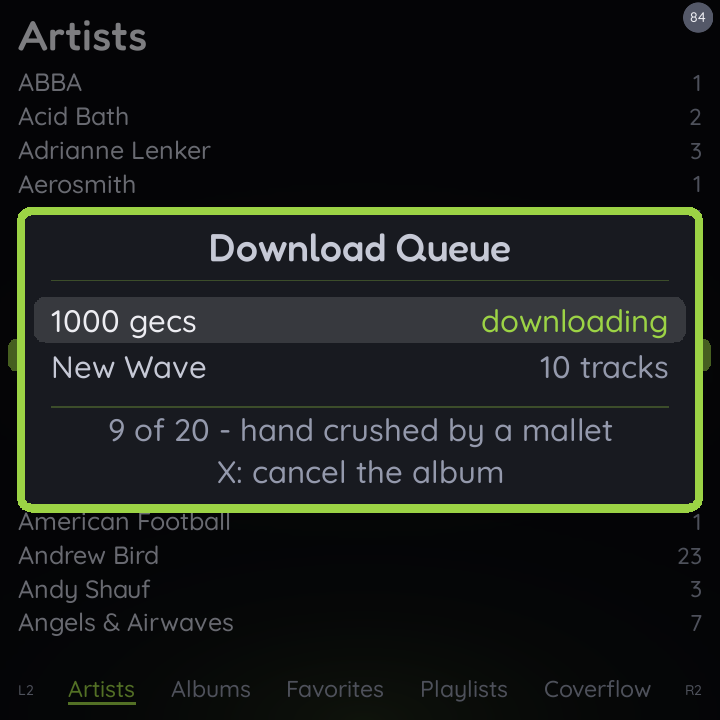 Artists 84
ABBA 1
Acid Bath 2
Adrianne Lenker 3
Aerosmith 1
Download Queue
1000 gecs downloading
New Wave 10 tracks
9 of 20 - hand crushed by a mallet
X: cancel the album
American Football 1
Andrew Bird 23
Andy Shauf 3
Angels & Airwaves 7
L2 Artists Albums Favorites Playlists Coverflow R2